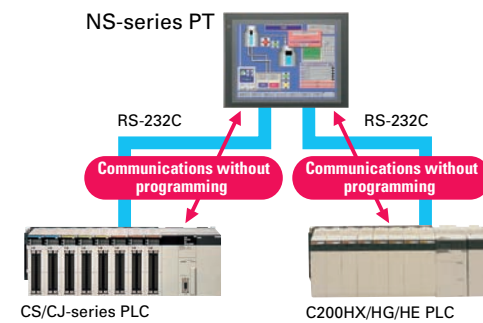 NS-series PT
RS-232C
RS-232C
Communications without
programming
Communications without
programming
CS/CJ-series PLC
C200HX/HG/HE PLC